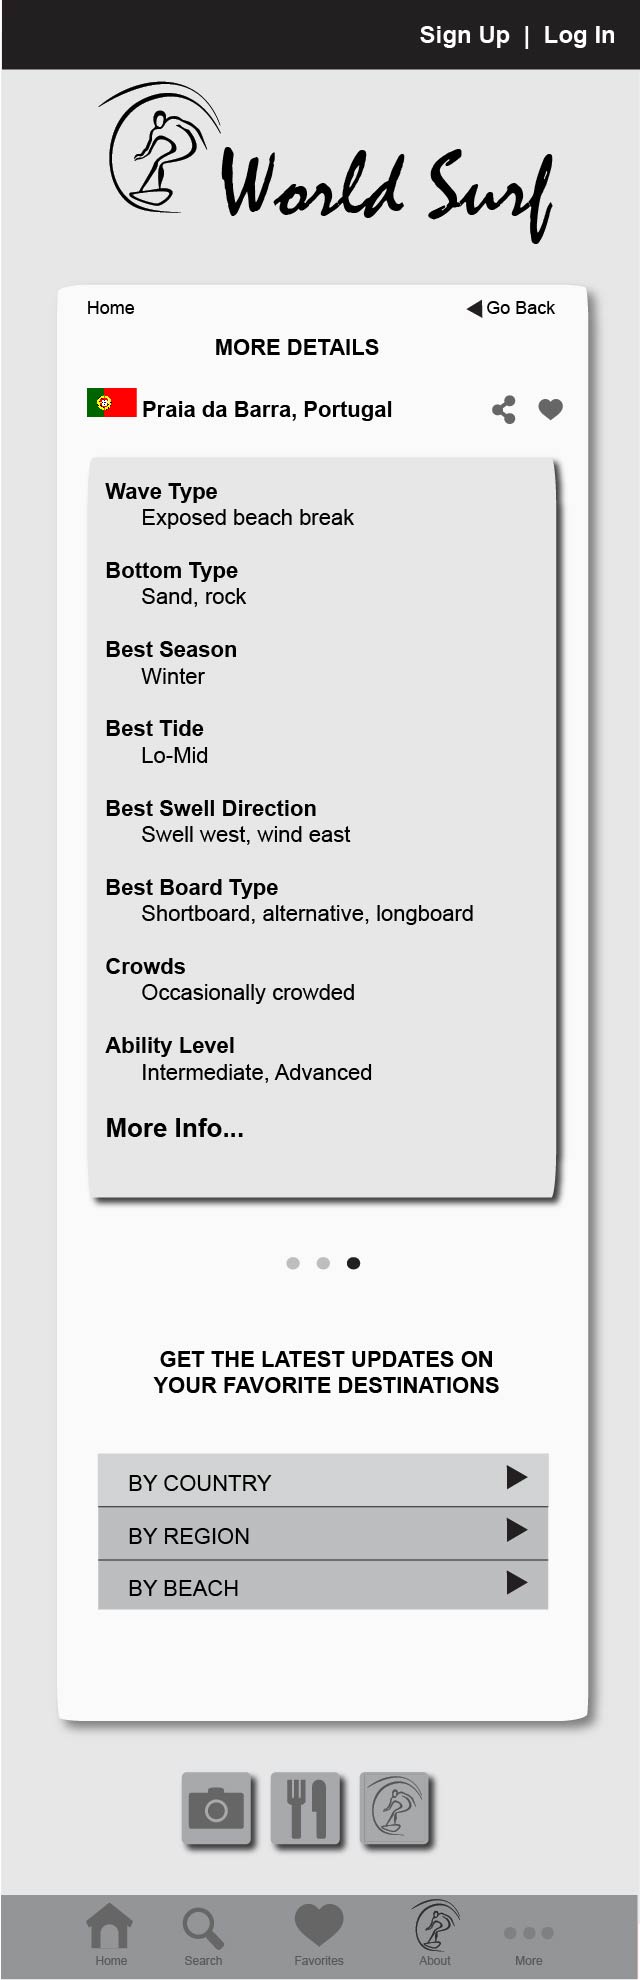 Sign Up | Log In
World Surf
Home
Go Back
MORE DETAILS
Praia da Barra, Portugal
Wave Type
Exposed beach break
Bottom Type
Sand, rock
Best Season
Winter
Best Tide
Lo-Mid
Best Swell Direction
Swell west, wind east
Best Board Type
Shortboard, alternative, longboard
Crowds
Occasionally crowded
Ability Level
Intermediate, Advanced
More Info...
GET THE LATEST UPDATES ON
YOUR FAVORITE DESTINATIONS
BY COUNTRY
BY REGION
BY BEACH
Home
Search
Favorites
About
More